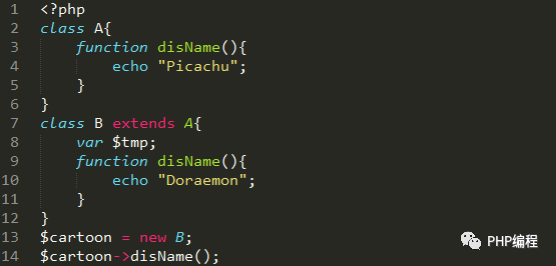 1 <?php
2 class A{
3 function disName(){
4 echo "Picachu";
5 }
6 }
7 class B extends A{
8 var $tmp;
9 function disName(){
10 echo "Doraemon";
11 }
12 }
13 $cartoon = new B;
14 $cartoon->disName();
PHP编程